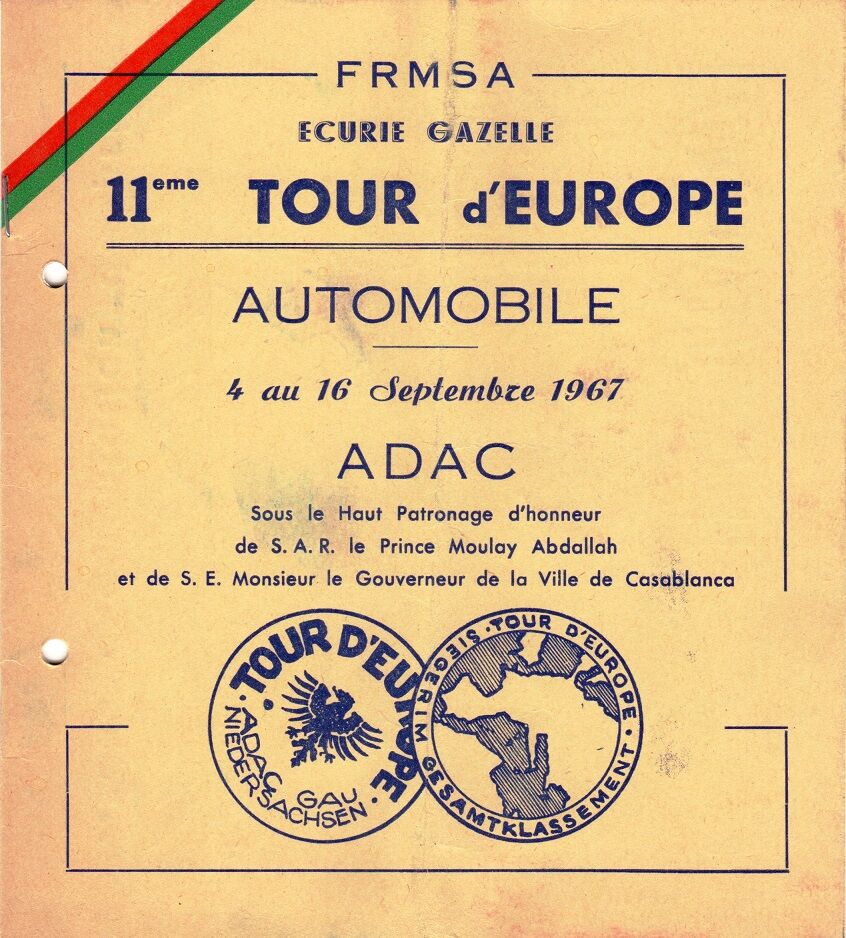 FRMSA
ECURIE GAZELLE
11eme TOUR d'EUROPE
AUTOMOBILE
4 au 16 Septembre 1967
ADAC
Sous le Haut Patronage d'honneur
de S. A. R. le Prince Moulay Abdallah
et de S. E. Monsieur le Gouverneur de la Ville de Casablanca
· TOUR D'EUROPE ·
ADAC GAU
NIEDERSACHSEN
· TOUR D'EUROPE ·
SIEGER IM GESAMTKLASSEMENT